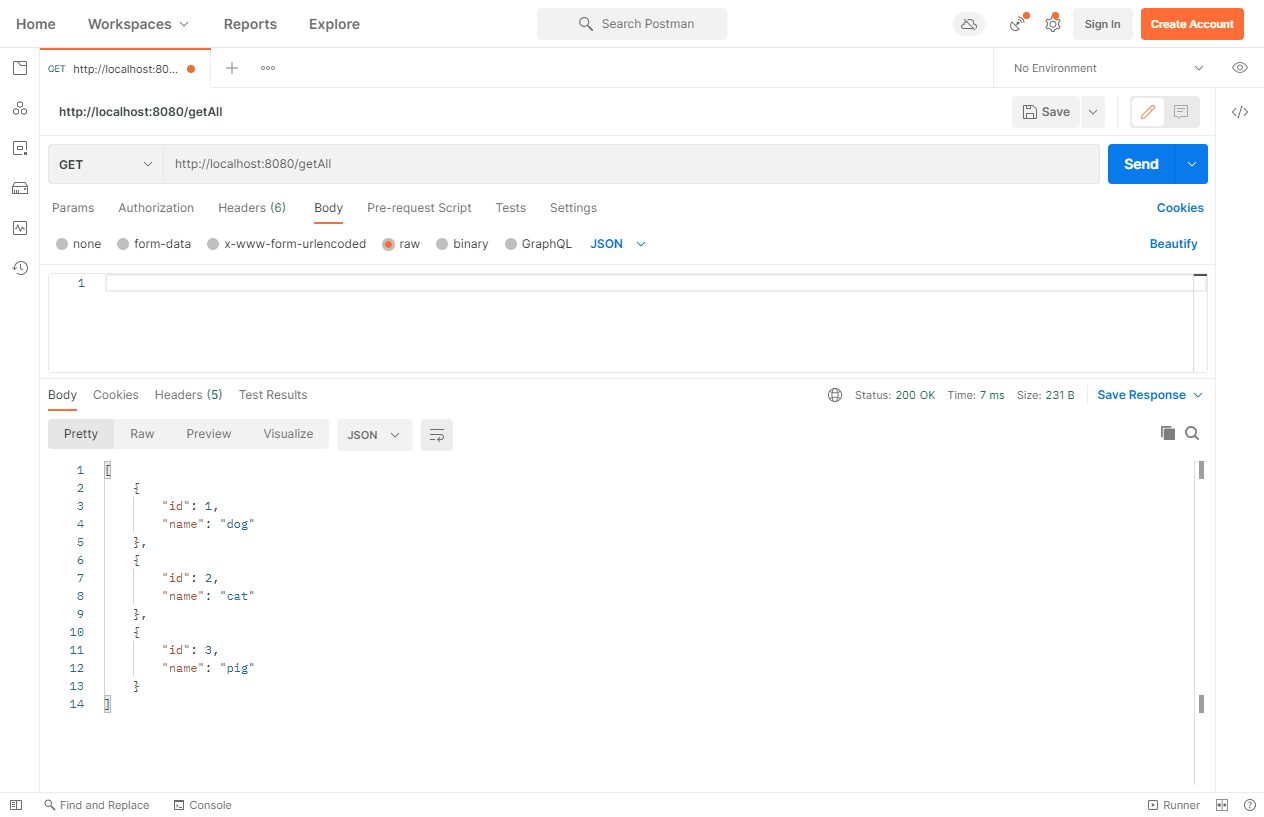 Home Workspaces Reports Explore Search Postman Sign In Create Account
GET http://localhost:80... No Environment
http://localhost:8080/getAll Save
GET http://localhost:8080/getAll Send
Params Authorization Headers (6) Body Pre-request Script Tests Settings Cookies
none form-data x-www-form-urlencoded raw binary GraphQL JSON Beautify
1
Body Cookies Headers (5) Test Results Status: 200 OK Time: 7 ms Size: 231 B Save Response
Pretty Raw Preview Visualize JSON
1 [
2 {
3 "id": 1,
4 "name": "dog"
5 },
6 {
7 "id": 2,
8 "name": "cat"
9 },
10 {
11 "id": 3,
12 "name": "pig"
13 }
14 ]
Find and Replace Console Runner